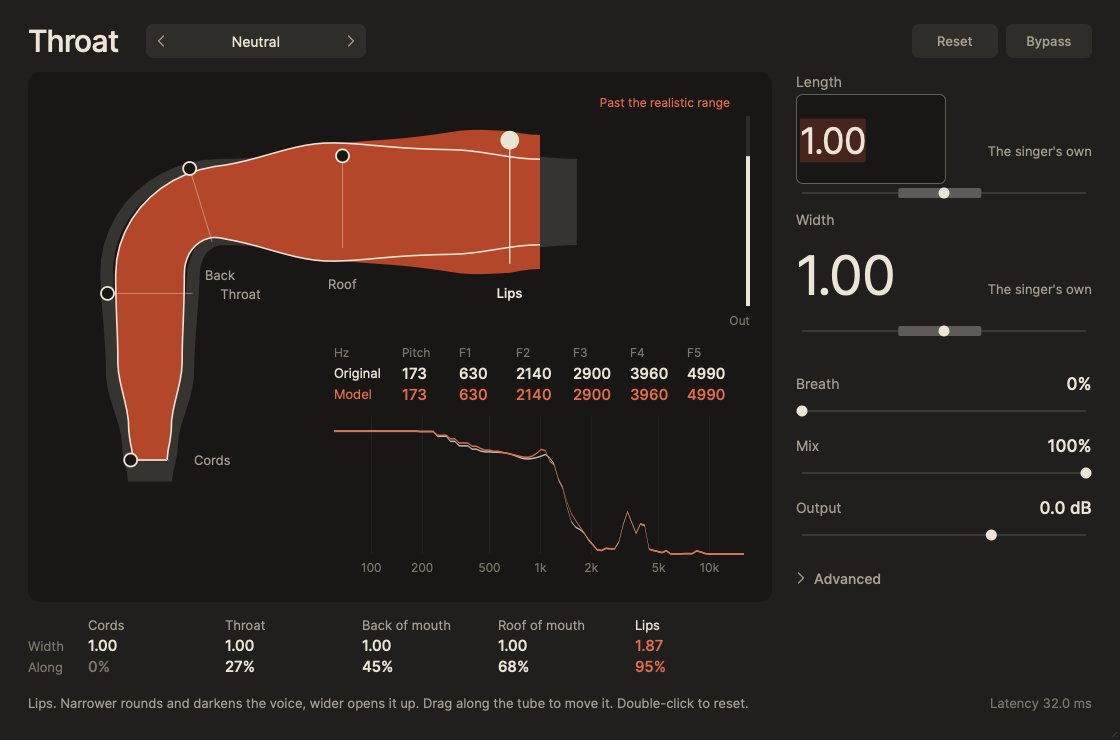 Throat
Neutral
Reset
Bypass
Past the realistic range
Length
1.00
The singer's own
Width
1.00
The singer's own
Back
Throat
Roof
Lips
Cords
Out
Hz Pitch F1 F2 F3 F4 F5
Original 173 630 2140 2900 3960 4990
Model 173 630 2140 2900 3960 4990
100 200 500 1k 2k 5k 10k
Breath 0%
Mix 100%
Output 0.0 dB
Advanced
Cords Throat Back of mouth Roof of mouth Lips
Width 1.00 1.00 1.00 1.00 1.87
Along 0% 27% 45% 68% 95%
Lips. Narrower rounds and darkens the voice, wider opens it up. Drag along the tube to move it. Double-click to reset.
Latency 32.0 ms